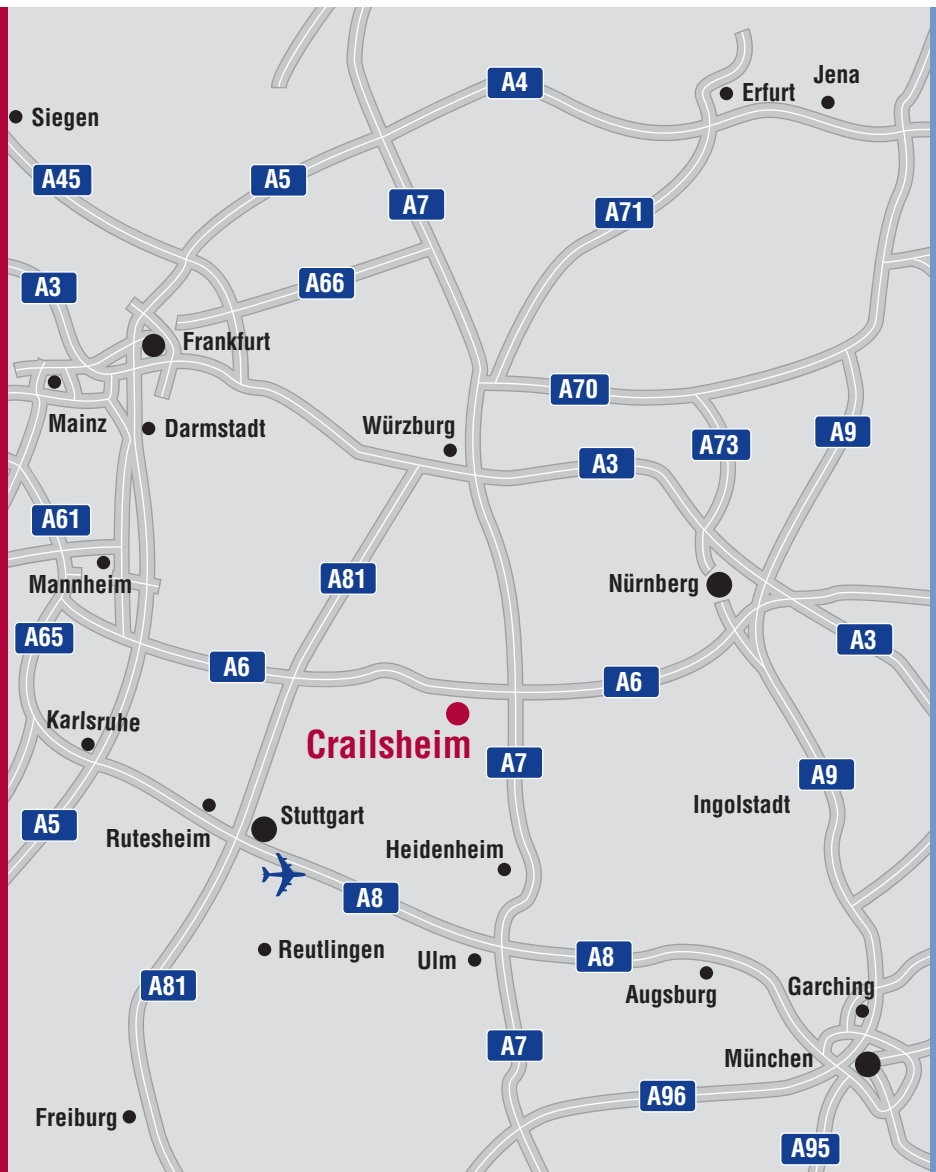 Jena
A4
Erfurt
Siegen
A45
A5
A7
A71
A3
A66
Frankfurt
A70
Mainz
Darmstadt
Würzburg
A73
A9
A3
A61
Mannheim
A81
Nürnberg
A65
A6
A6
A3
Karlsruhe
Crailsheim
A7
A9
A5
Rutesheim
Stuttgart
Ingolstadt
Heidenheim
A8
Reutlingen
Ulm
A8
A81
Augsburg
Garching
A7
München
A96
Freiburg
A95